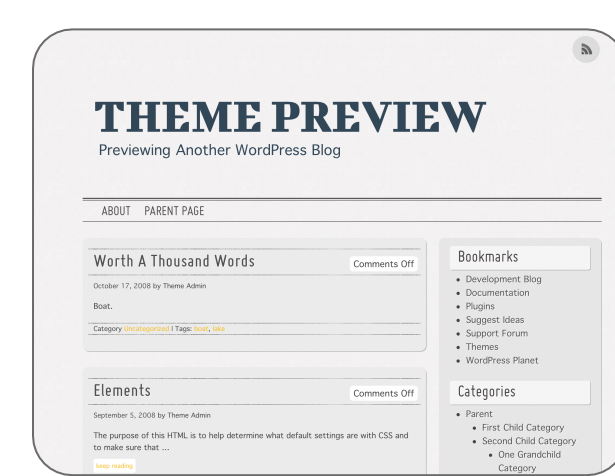 THEME PREVIEW
Previewing Another WordPress Blog
ABOUT PARENT PAGE
Worth A Thousand Words
Comments Off
October 17, 2008 by Theme Admin
Boat.
Category Uncategorized | Tags: boat, lake
Elements
Comments Off
September 5, 2008 by Theme Admin
The purpose of this HTML is to help determine what default settings are with CSS and
to make sure that ...
keep reading
Bookmarks
Development Blog
Documentation
Plugins
Suggest Ideas
Support Forum
Themes
WordPress Planet
Categories
Parent
First Child Category
Second Child Category
One Grandchild
Category